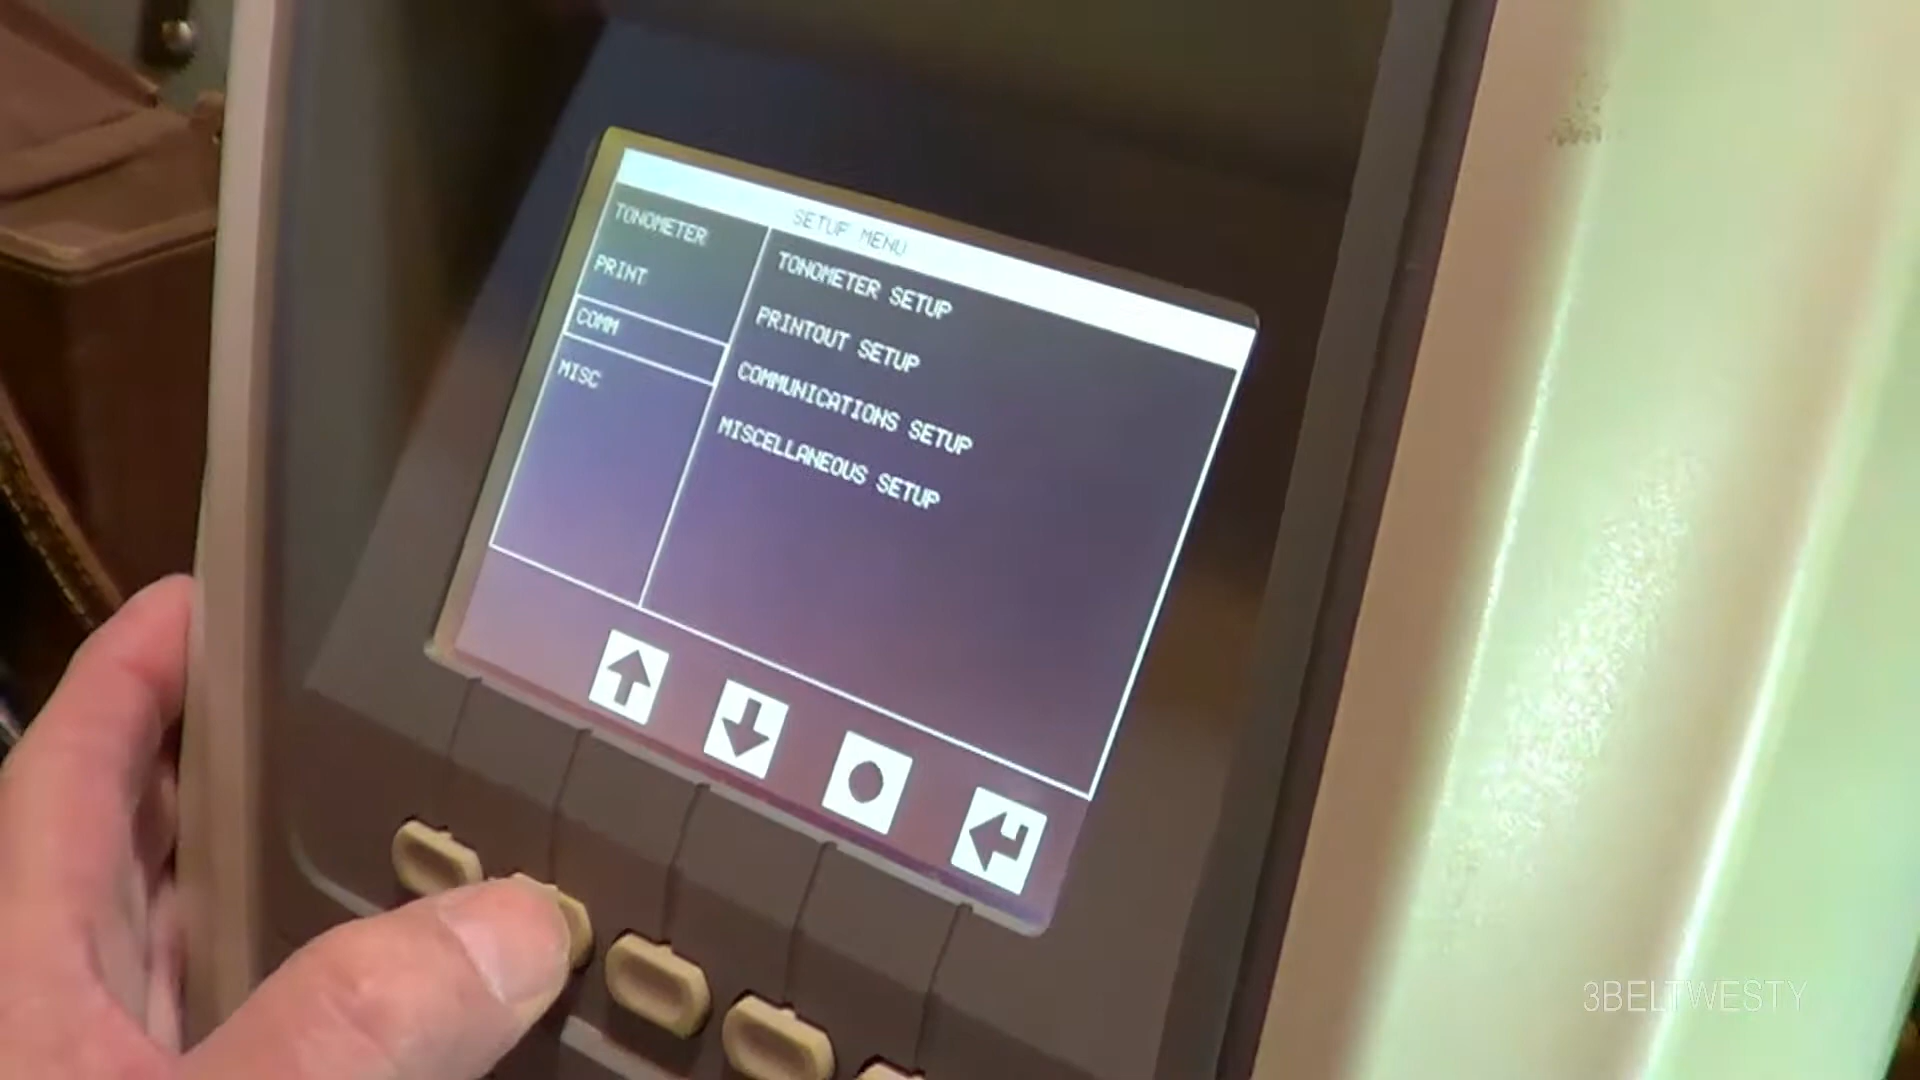 SETUP MENU
TONOMETER
PRINT
COMM
MISC
TONOMETER SETUP
PRINTOUT SETUP
COMMUNICATIONS SETUP
MISCELLANEOUS SETUP
3BELTWESTY